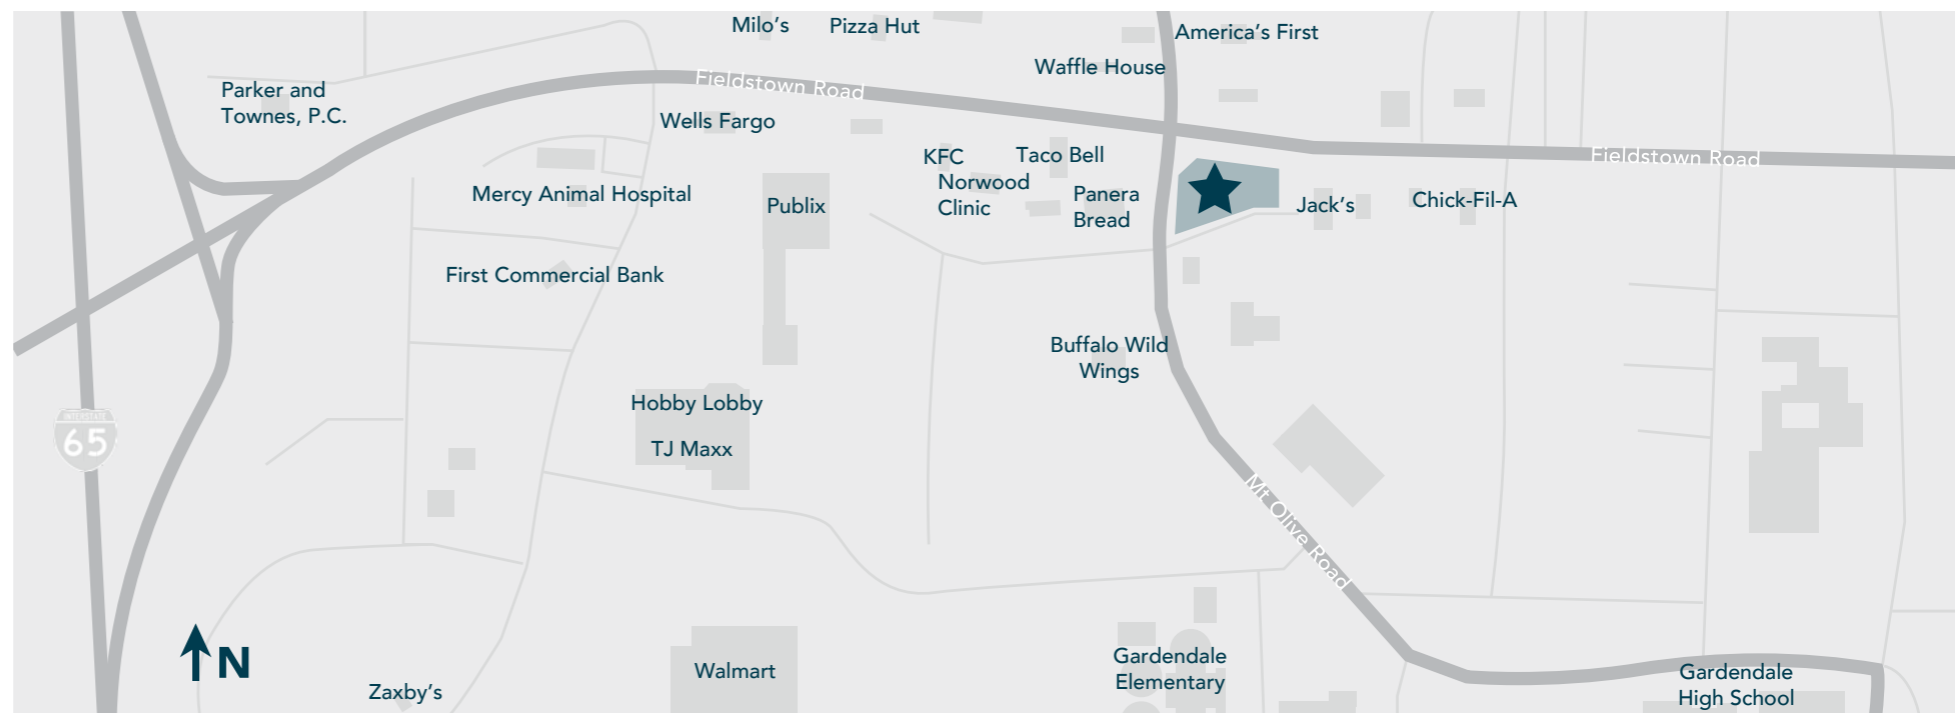 Milo's
Pizza Hut
America's First
Waffle House
Fieldstown Road
Parker and
Townes, P.C.
Wells Fargo
KFC
Taco Bell
Fieldstown Road
Norwood
Clinic
Mercy Animal Hospital
Publix
Panera
Bread
Jack's
Chick-Fil-A
First Commercial Bank
Buffalo Wild
Wings
Hobby Lobby
TJ Maxx
INTERSTATE
65
Mt Olive Road
N
Zaxby's
Walmart
Gardendale
Elementary
Gardendale
High School